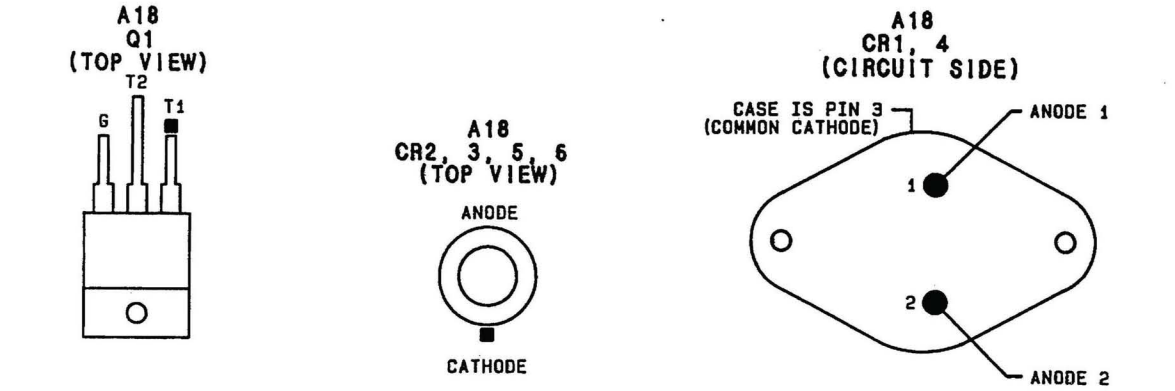 A18
Q1
(TOP VIEW)
T2
G
T1
A18
CR2, 3, 5, 6
(TOP VIEW)
ANODE
CATHODE
A18
CR1, 4
(CIRCUIT SIDE)
CASE IS PIN 3
(COMMON CATHODE)
ANODE 1
1
2
ANODE 2